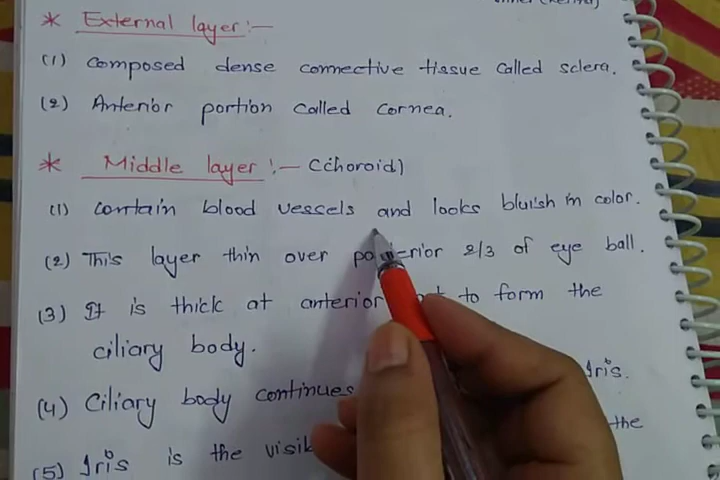 * External layer :-
(1) composed dense connective tissue called sclera.
(2) Anterior portion called cornea.
* Middle layer :- (choroid)
(1) contain blood vessels and looks bluish in color.
(2) This layer thin over 2/3 of eye ball.
(3) It is thick at anterior to form the
ciliary body.
(4) Ciliary body continues Iris.
the
(5) Iris is the